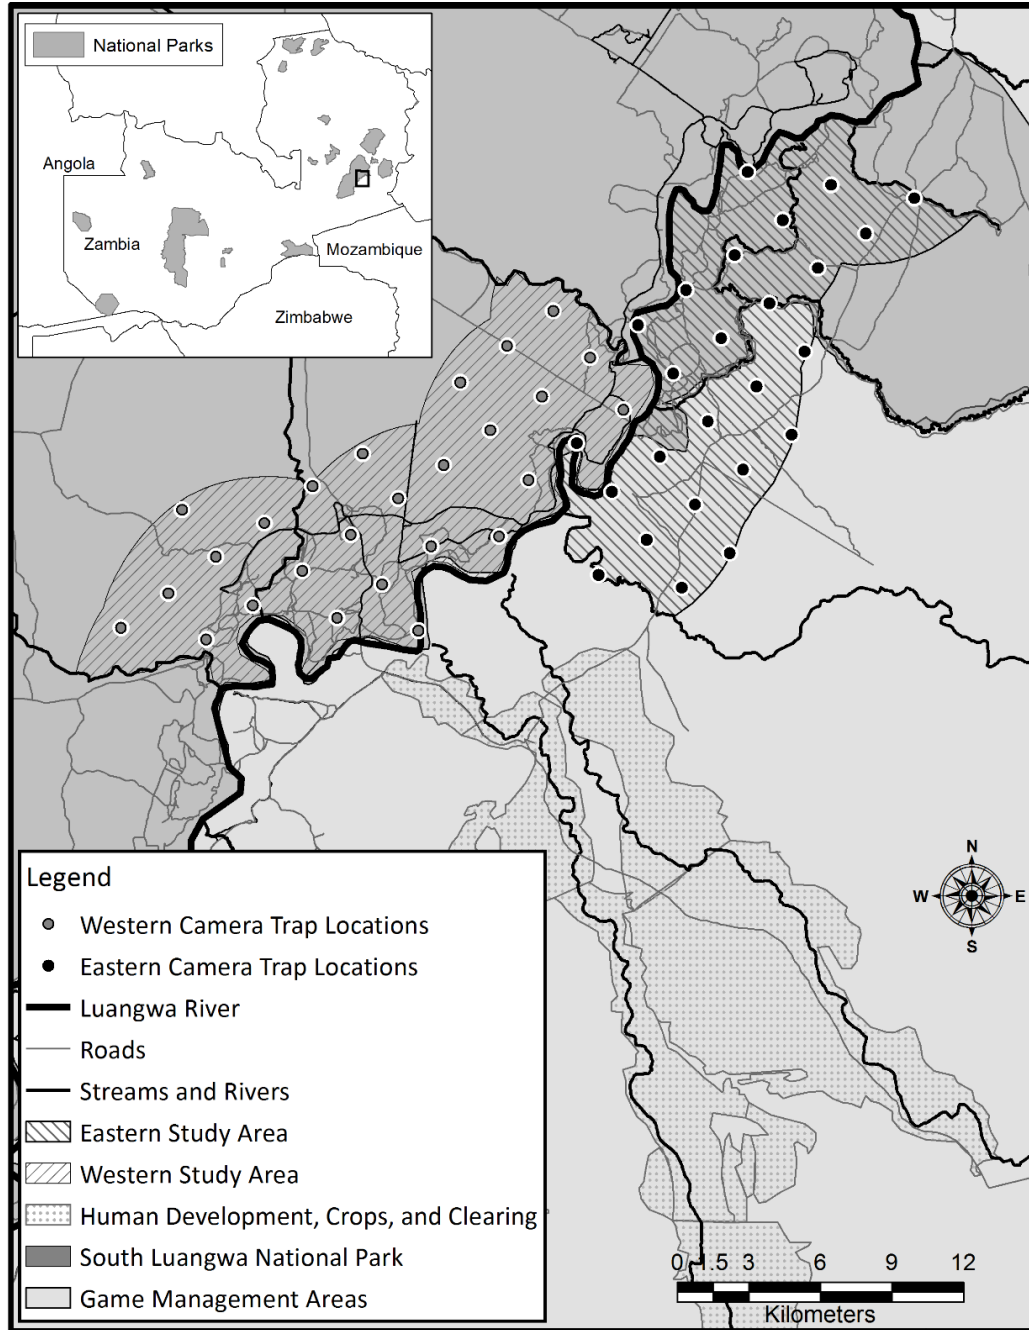 National Parks
Angola
Zambia
Mozambique
Zimbabwe
N
W
E
S
Legend
Western Camera Trap Locations
Eastern Camera Trap Locations
Luangwa River
Roads
Streams and Rivers
Eastern Study Area
Western Study Area
Human Development, Crops, and Clearing
South Luangwa National Park
Game Management Areas
0 1.5 3 6 9 12
Kilometers